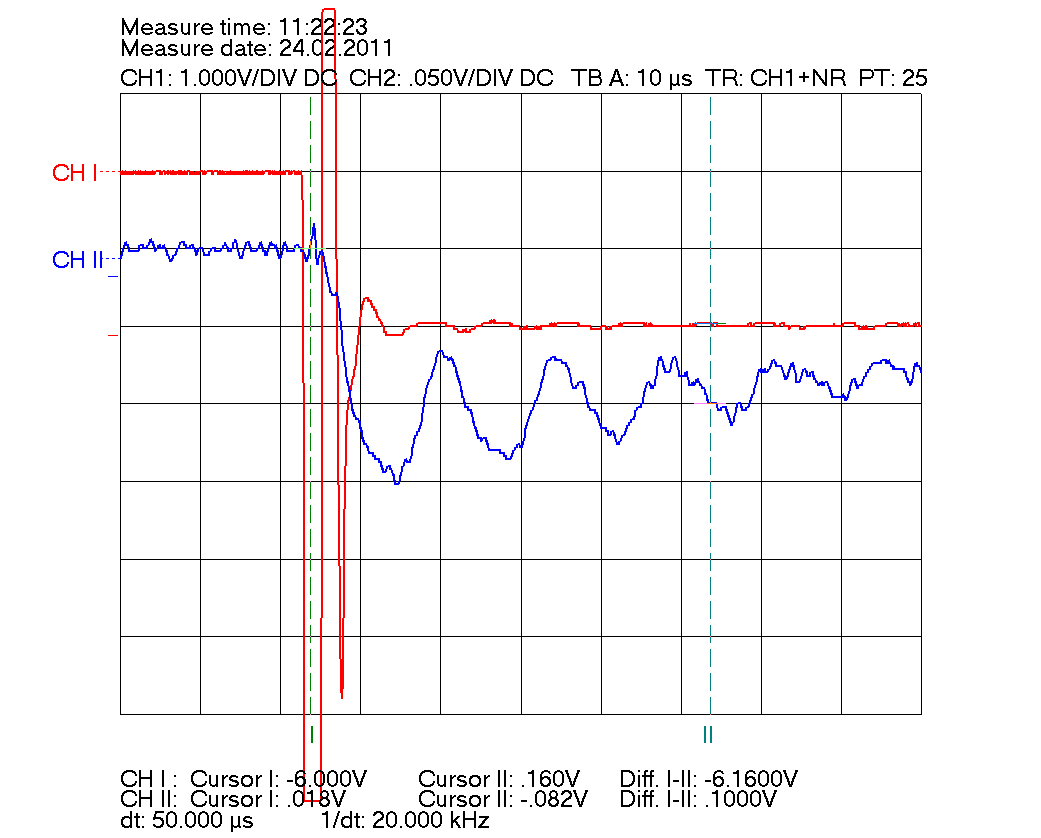 Measure time: 11:22:23
Measure date: 24.02.2011
CH1: 1.000V/DIV DC CH2: .050V/DIV DC TB A: 10 µs TR: CH1+NR PT: 25
CH I
CH II
I II
CH I : Cursor I: -6.000V Cursor II: .160V Diff. I-II: -6.1600V
CH II: Cursor I: .018V Cursor II: -.082V Diff. I-II: .1000V
dt: 50.000 µs 1/dt: 20.000 kHz